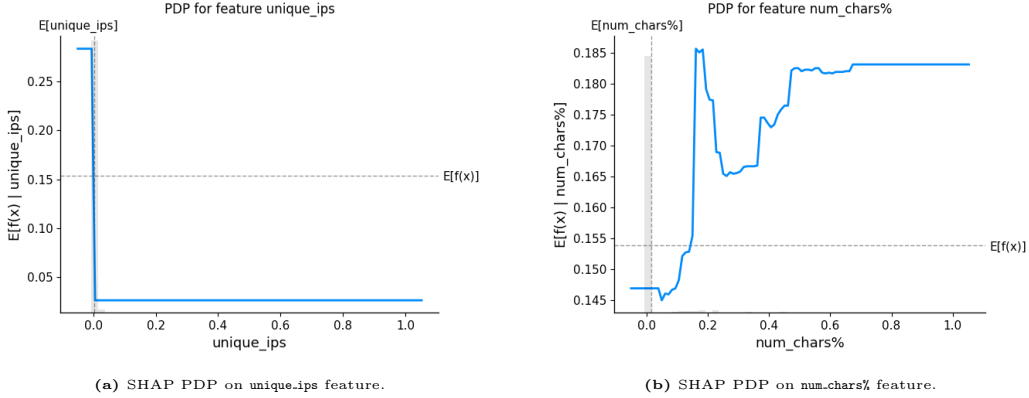 PDP for feature unique_ips
E[unique_ips]
0.25
0.20
0.15
0.10
0.05
E[f(x) | unique_ips]
E[f(x)]
0.0 0.2 0.4 0.6 0.8 1.0
unique_ips
(a) SHAP PDP on unique_ips feature.
PDP for feature num_chars%
E[num_chars%]
0.185
0.180
0.175
0.170
0.165
0.160
0.155
0.150
0.145
E[f(x) | num_chars%]
E[f(x)]
0.0 0.2 0.4 0.6 0.8 1.0
num_chars%
(b) SHAP PDP on num_chars% feature.